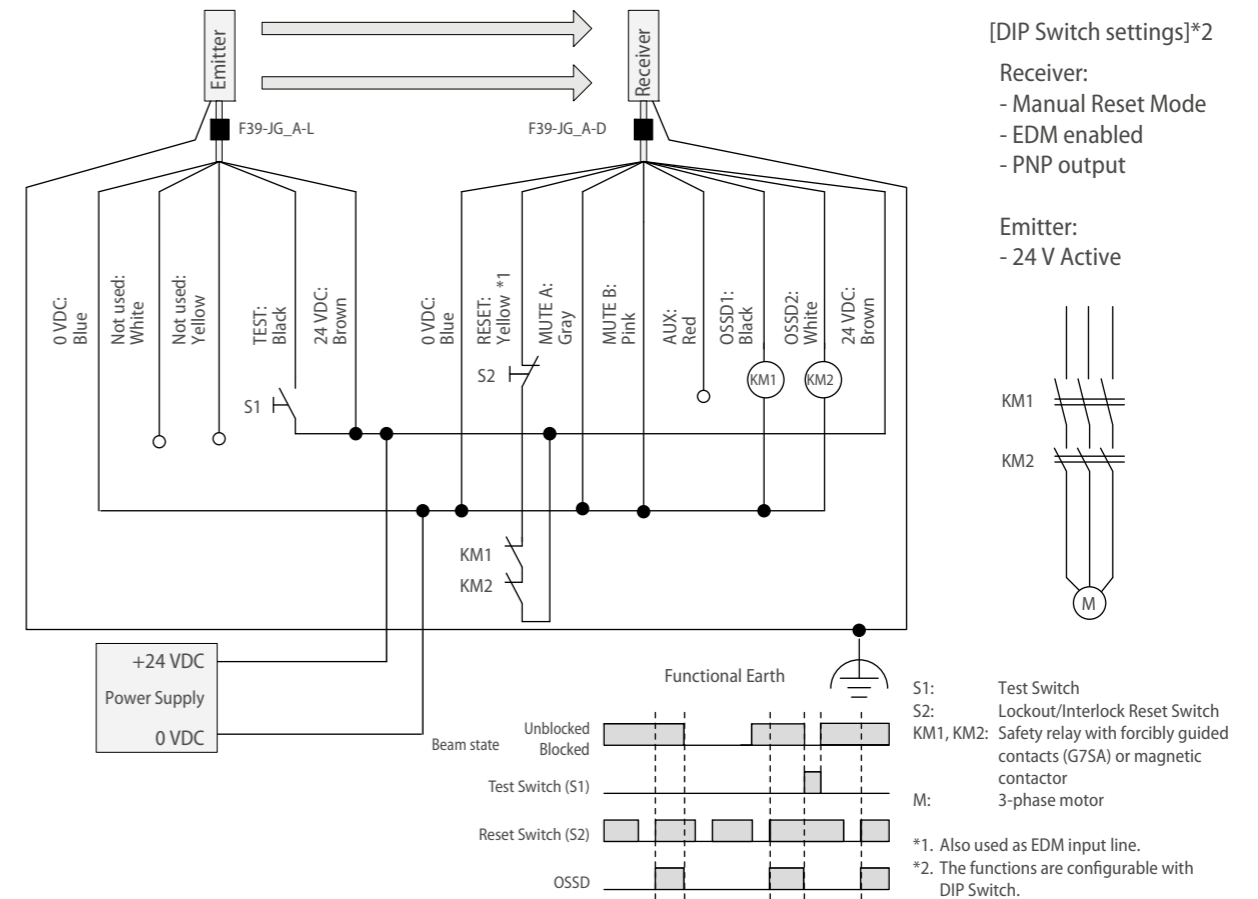 Emitter
Receiver
[DIP Switch settings]*2
Receiver:
- Manual Reset Mode
- EDM enabled
- PNP output
Emitter:
- 24 V Active
F39-JG_A-L
F39-JG_A-D
0 VDC:
Blue
Not used:
White
Not used:
Yellow
TEST:
Black
24 VDC:
Brown
0 VDC:
Blue
RESET:
Yellow *1
MUTE A:
Gray
MUTE B:
Pink
AUX:
Red
OSSD1:
Black
OSSD2:
White
24 VDC:
Brown
S1
S2
KM1
KM2
KM1
KM2
KM1
KM2
M
+24 VDC
Power Supply
0 VDC
Functional Earth
Beam state
Unblocked
Blocked
Test Switch (S1)
Reset Switch (S2)
OSSD
S1: Test Switch
S2: Lockout/Interlock Reset Switch
KM1, KM2: Safety relay with forcibly guided
contacts (G7SA) or magnetic
contactor
M: 3-phase motor
*1. Also used as EDM input line.
*2. The functions are configurable with
DIP Switch.